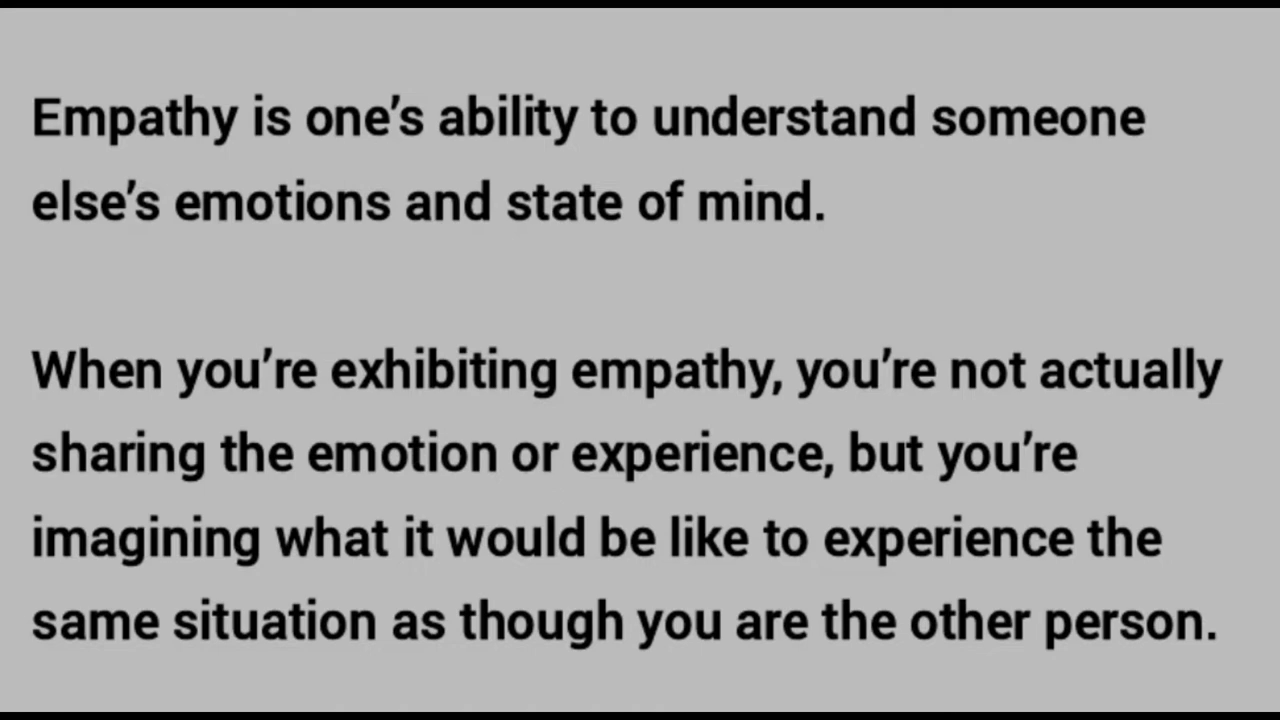 Empathy is one’s ability to understand someone
else’s emotions and state of mind.
When you’re exhibiting empathy, you’re not actually
sharing the emotion or experience, but you’re
imagining what it would be like to experience the
same situation as though you are the other person.